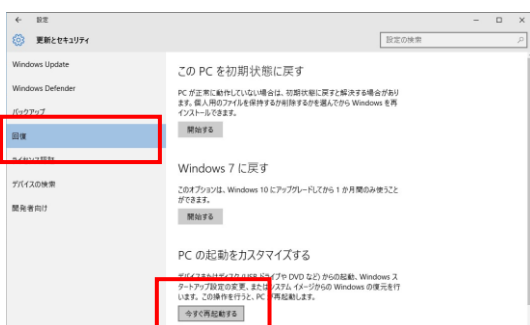 設定
更新とセキュリティ
設定の検索
Windows Update
Windows Defender
バックアップ
回復
ライセンス認証
デバイスの検索
開発者向け
この PC を初期状態に戻す
PC が正常に動作していない場合は、初期状態に戻すと解決する場合があり
ます。個人用のファイルを保持するか削除するかを選んでから Windows を再
インストールできます。
開始する
Windows 7 に戻す
このオプションは、Windows 10 にアップグレードしてから 1 か月間のみ使うこと
ができます。
開始する
PC の起動をカスタマイズする
デバイスまたはディスク (USB ドライブや DVD など) からの起動、Windows ス
タートアップ設定の変更、またはシステム イメージからの Windows の復元を行
います。この操作を行うと、PC が再起動します。
今すぐ再起動する